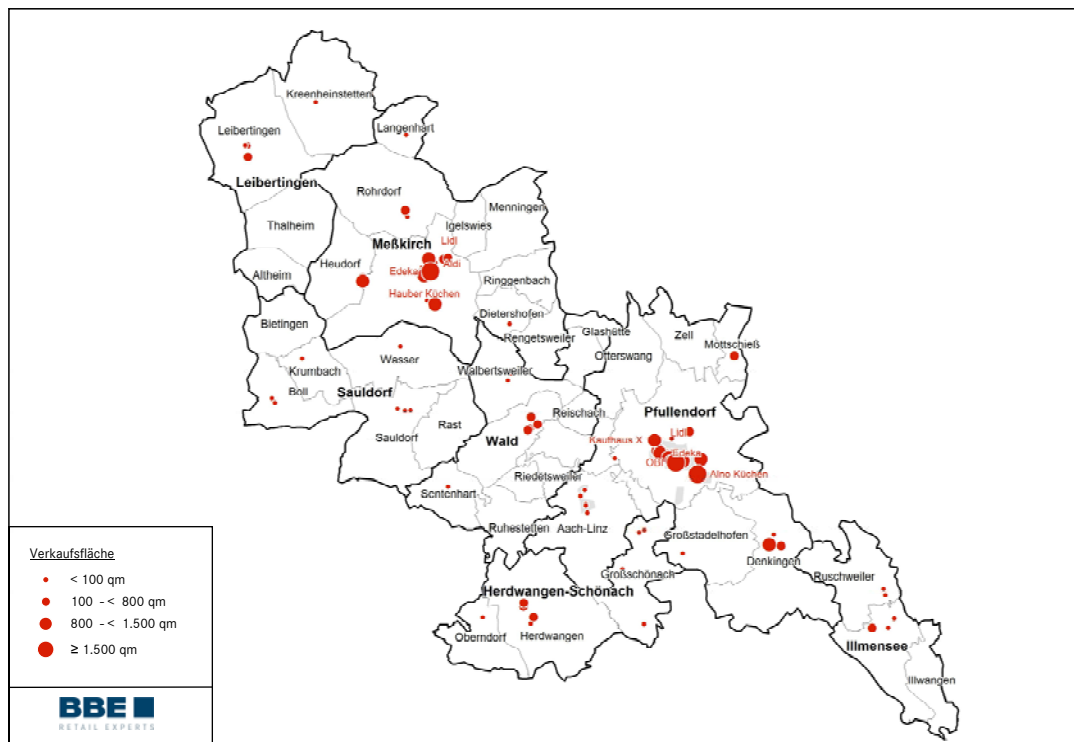 Kreenheinstetten
Langenhart
Leibertingen
Leibertingen
Rohrdorf
Menningen
Igelswies
Thalheim
Meßkirch
Lidl
Aldi
Edeka
Heudorf
Altheim
Hauber Küchen
Ringgenbach
Dietershofen
Rengetsweiler
Bietingen
Glashütte
Zell
Otterswang
Mottschieß
Wasser
Krumbach
Walbertsweiler
Boll
Sauldorf
Reischach
Pfullendorf
Rast
Sauldorf
Wald
Kaufhaus X
Lidl
Edeka
OBI
Alno Küchen
Riedetsweiler
Sentenhart
Ruhestetten
Aach-Linz
Großstadelhofen
Denkingen
Großschönach
Ruschweiler
Herdwangen-Schönach
Oberndorf
Herdwangen
Illmensee
Illwangen
Verkaufsfläche
< 100 qm
100 - < 800 qm
800 - < 1.500 qm
≥ 1.500 qm
BBE
RETAIL EXPERTS